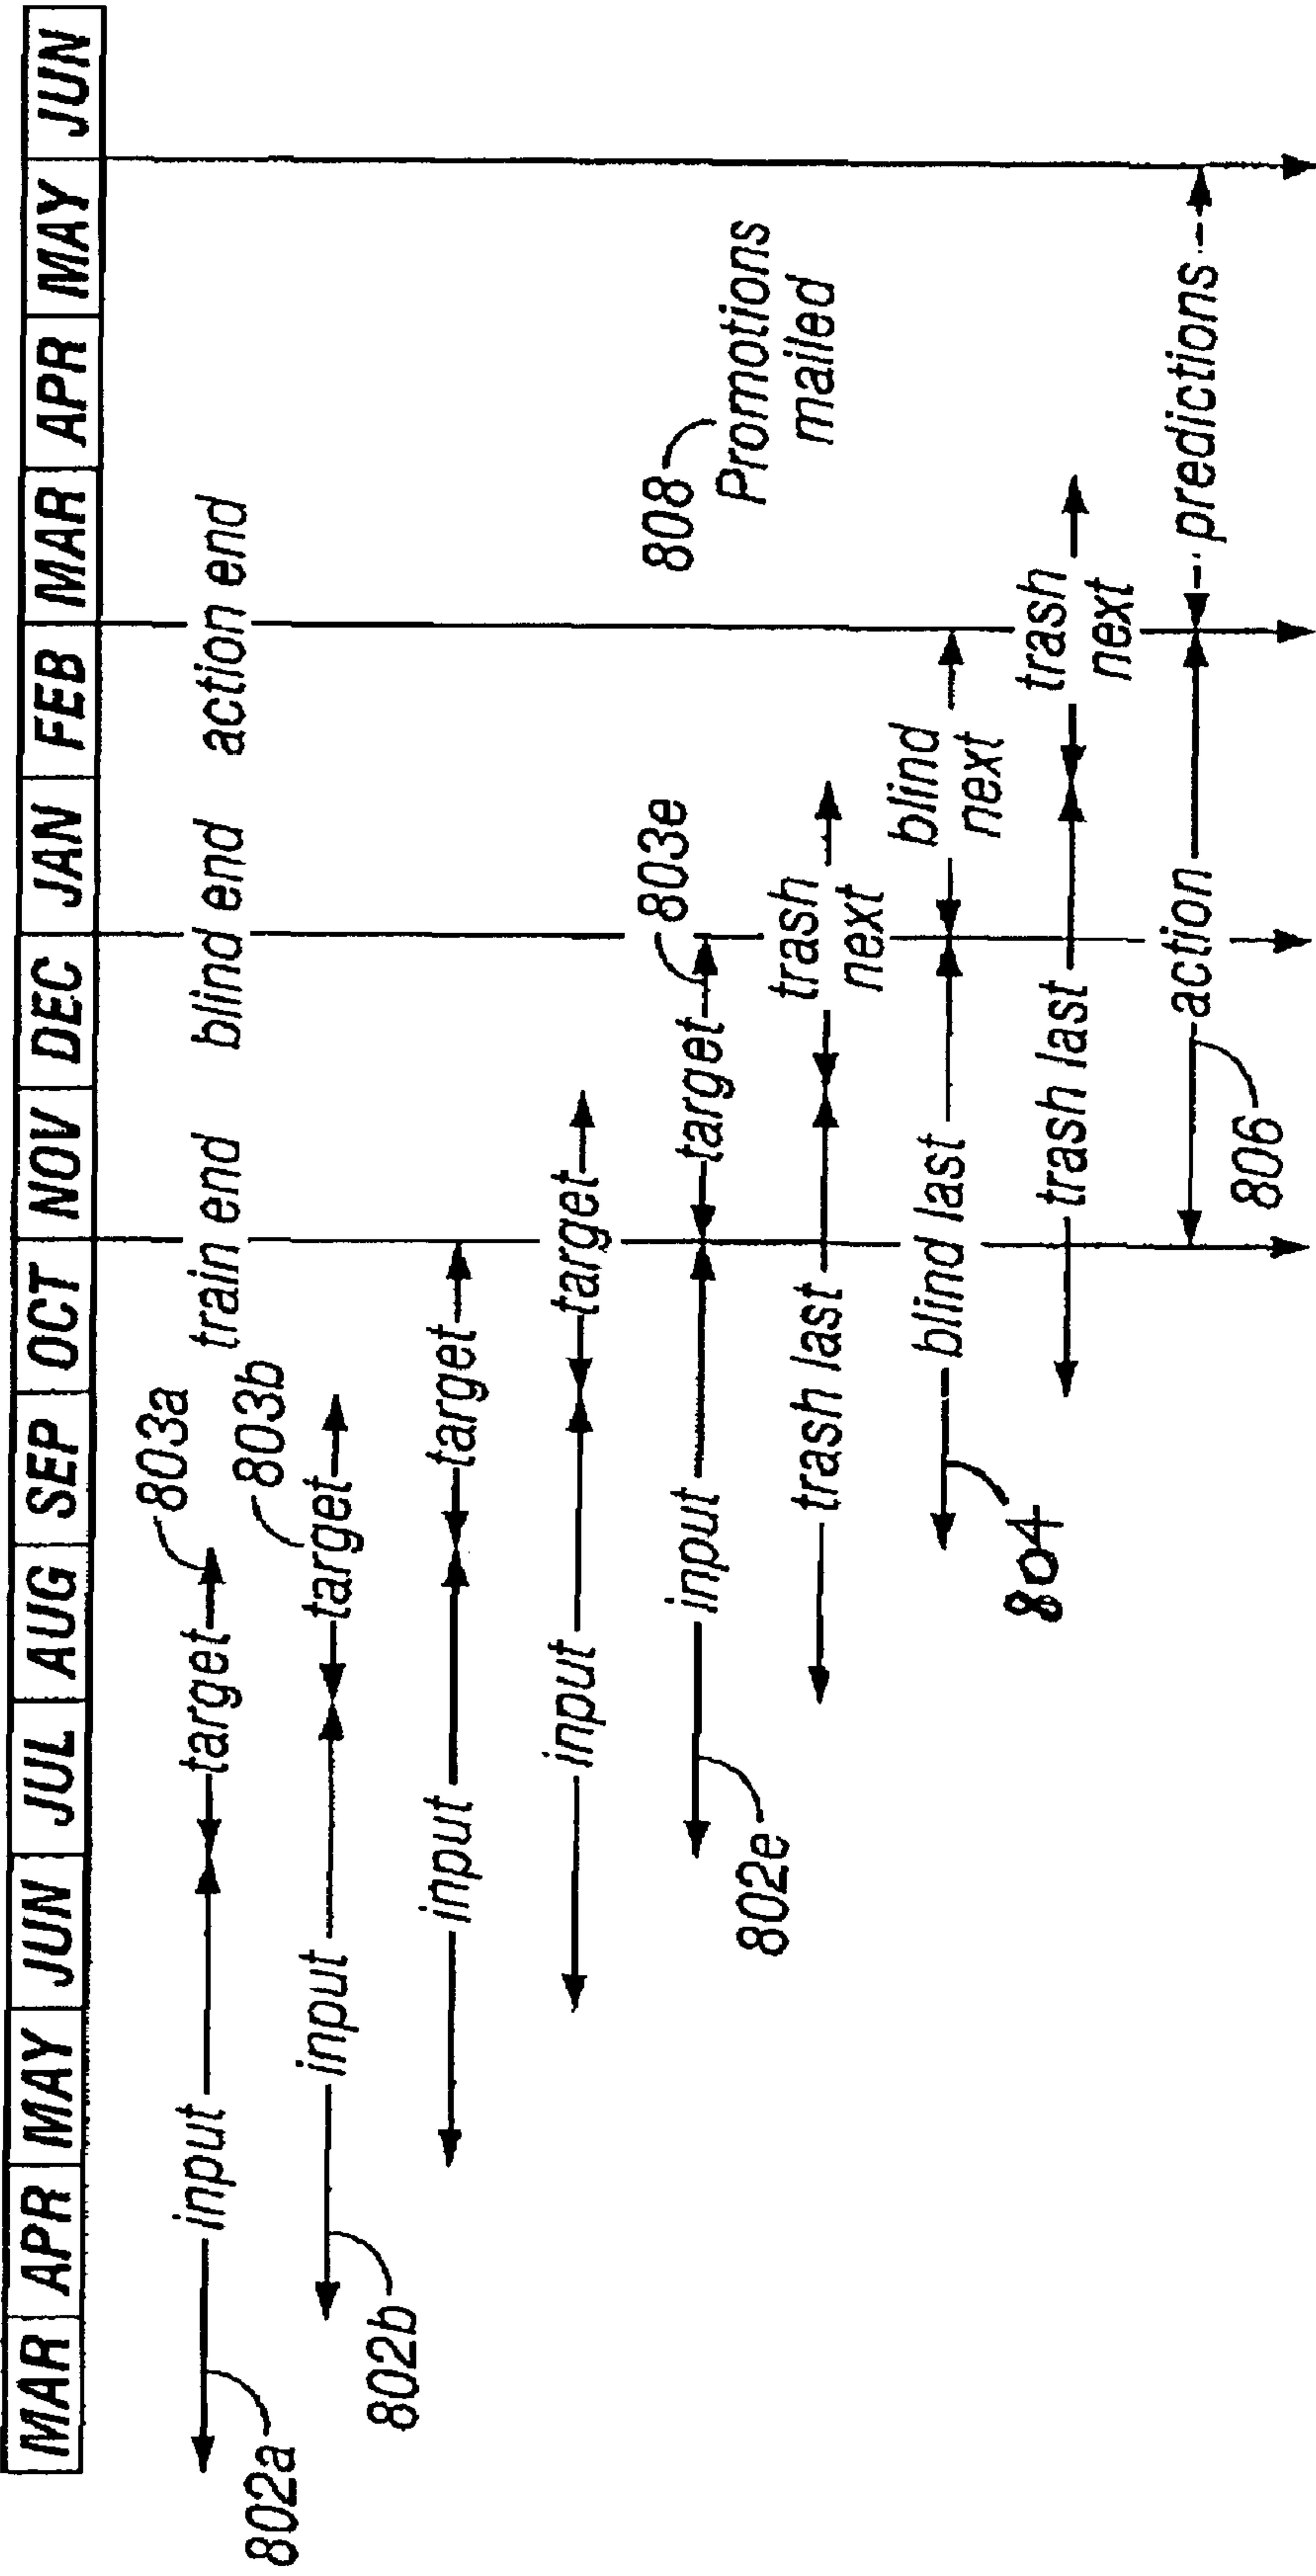 MAR APR MAY JUN JUL AUG SEP OCT NOV DEC JAN FEB MAR APR MAY JUN
803a
train end blind end action end
input target
802a
803b
input target
802b
input target
input target
808
Promotions
mailed
803e
input target
802e
trash last trash
next
blind last blind
next
804
trash last trash
next
action predictions
806